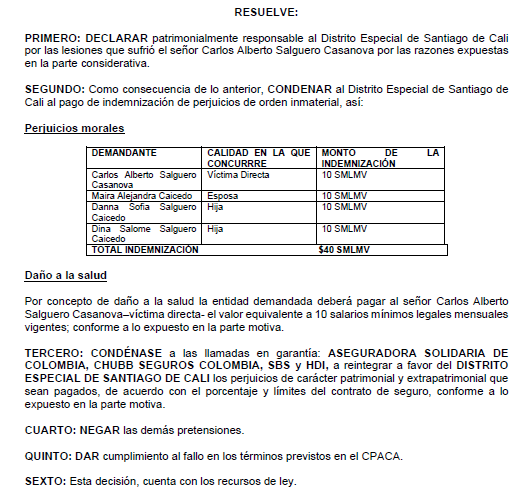 RESUELVE:
PRIMERO: DECLARAR patrimonialmente responsable al Distrito Especial de Santiago de Cali
por las lesiones que sufrió el señor Carlos Alberto Salguero Casanova por las razones expuestas
en la parte considerativa.
SEGUNDO: Como consecuencia de lo anterior, CONDENAR al Distrito Especial de Santiago de
Cali al pago de indemnización de perjuicios de orden inmaterial, así:
Perjuicios morales
DEMANDANTE CALIDAD EN LA QUE CONCURRRE MONTO DE LA INDEMNIZACIÓN
Carlos Alberto Salguero Casanova Víctima Directa 10 SMLMV
Maira Alejandra Caicedo Esposa 10 SMLMV
Danna Sofia Salguero Caicedo Hija 10 SMLMV
Dina Salome Salguero Caicedo Hija 10 SMLMV
TOTAL INDEMNIZACIÓN $40 SMLMV
Daño a la salud
Por concepto de daño a la salud la entidad demandada deberá pagar al señor Carlos Alberto
Salguero Casanova–víctima directa- el valor equivalente a 10 salarios mínimos legales mensuales
vigentes; conforme a lo expuesto en la parte motiva.
TERCERO: CONDÉNASE a las llamadas en garantía: ASEGURADORA SOLIDARIA DE
COLOMBIA, CHUBB SEGUROS COLOMBIA, SBS y HDI, a reintegrar a favor del DISTRITO
ESPECIAL DE SANTIAGO DE CALI los perjuicios de carácter patrimonial y extrapatrimonial que
sean pagados, de acuerdo con el porcentaje y límites del contrato de seguro, conforme a lo
expuesto en la parte motiva.
CUARTO: NEGAR las demás pretensiones.
QUINTO: DAR cumplimiento al fallo en los términos previstos en el CPACA.
SEXTO: Esta decisión, cuenta con los recursos de ley.